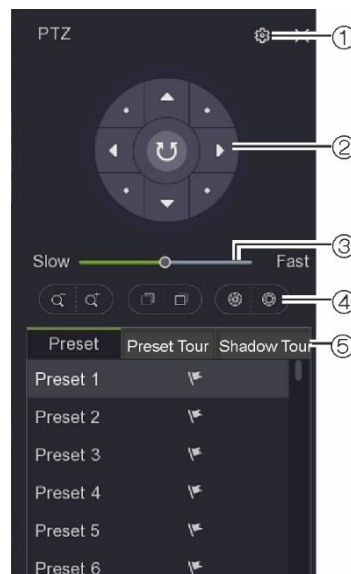 PTZ
①
②
③
Slow Fast
④
Preset Preset Tour Shadow Tour
⑤
Preset 1
Preset 2
Preset 3
Preset 4
Preset 5
Preset 6